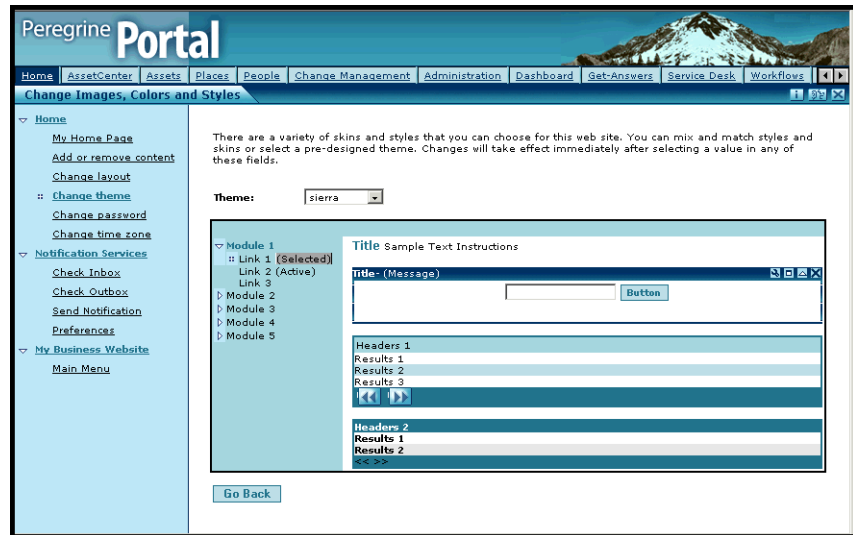 Peregrine Portal
Home AssetCenter Assets Places People Change Management Administration Dashboard Get-Answers Service Desk Workflows
Change Images, Colors and Styles
Home
My Home Page
Add or remove content
Change layout
Change theme
Change password
Change time zone
Notification Services
Check Inbox
Check Outbox
Send Notification
Preferences
My Business Website
Main Menu
There are a variety of skins and styles that you can choose for this web site. You can mix and match styles and
skins or select a pre-designed theme. Changes will take effect immediately after selecting a value in any of
these fields.
Theme: sierra
Module 1
Link 1 (Selected)
Link 2 (Active)
Link 3
Module 2
Module 3
Module 4
Module 5
Title Sample Text Instructions
Title- (Message)
Button
Headers 1
Results 1
Results 2
Results 3
Headers 2
Results 1
Results 2
<< >>
Go Back